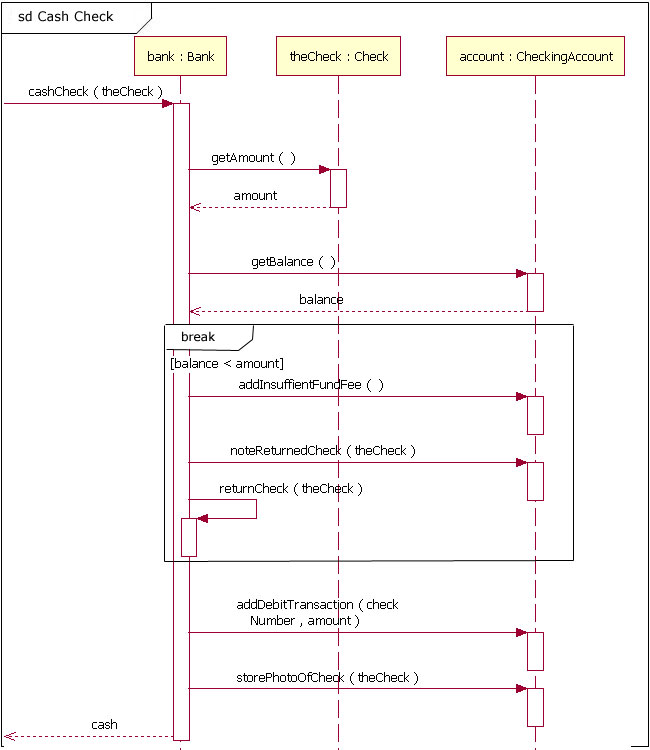 sd Cash Check
bank : Bank
theCheck : Check
account : CheckingAccount
cashCheck ( theCheck )
getAmount (  )
amount
getBalance (  )
balance
break
[balance < amount]
addInsuffientFundFee (  )
noteReturnedCheck ( theCheck )
returnCheck ( theCheck )
addDebitTransaction ( check
Number , amount )
storePhotoOfCheck ( theCheck )
cash